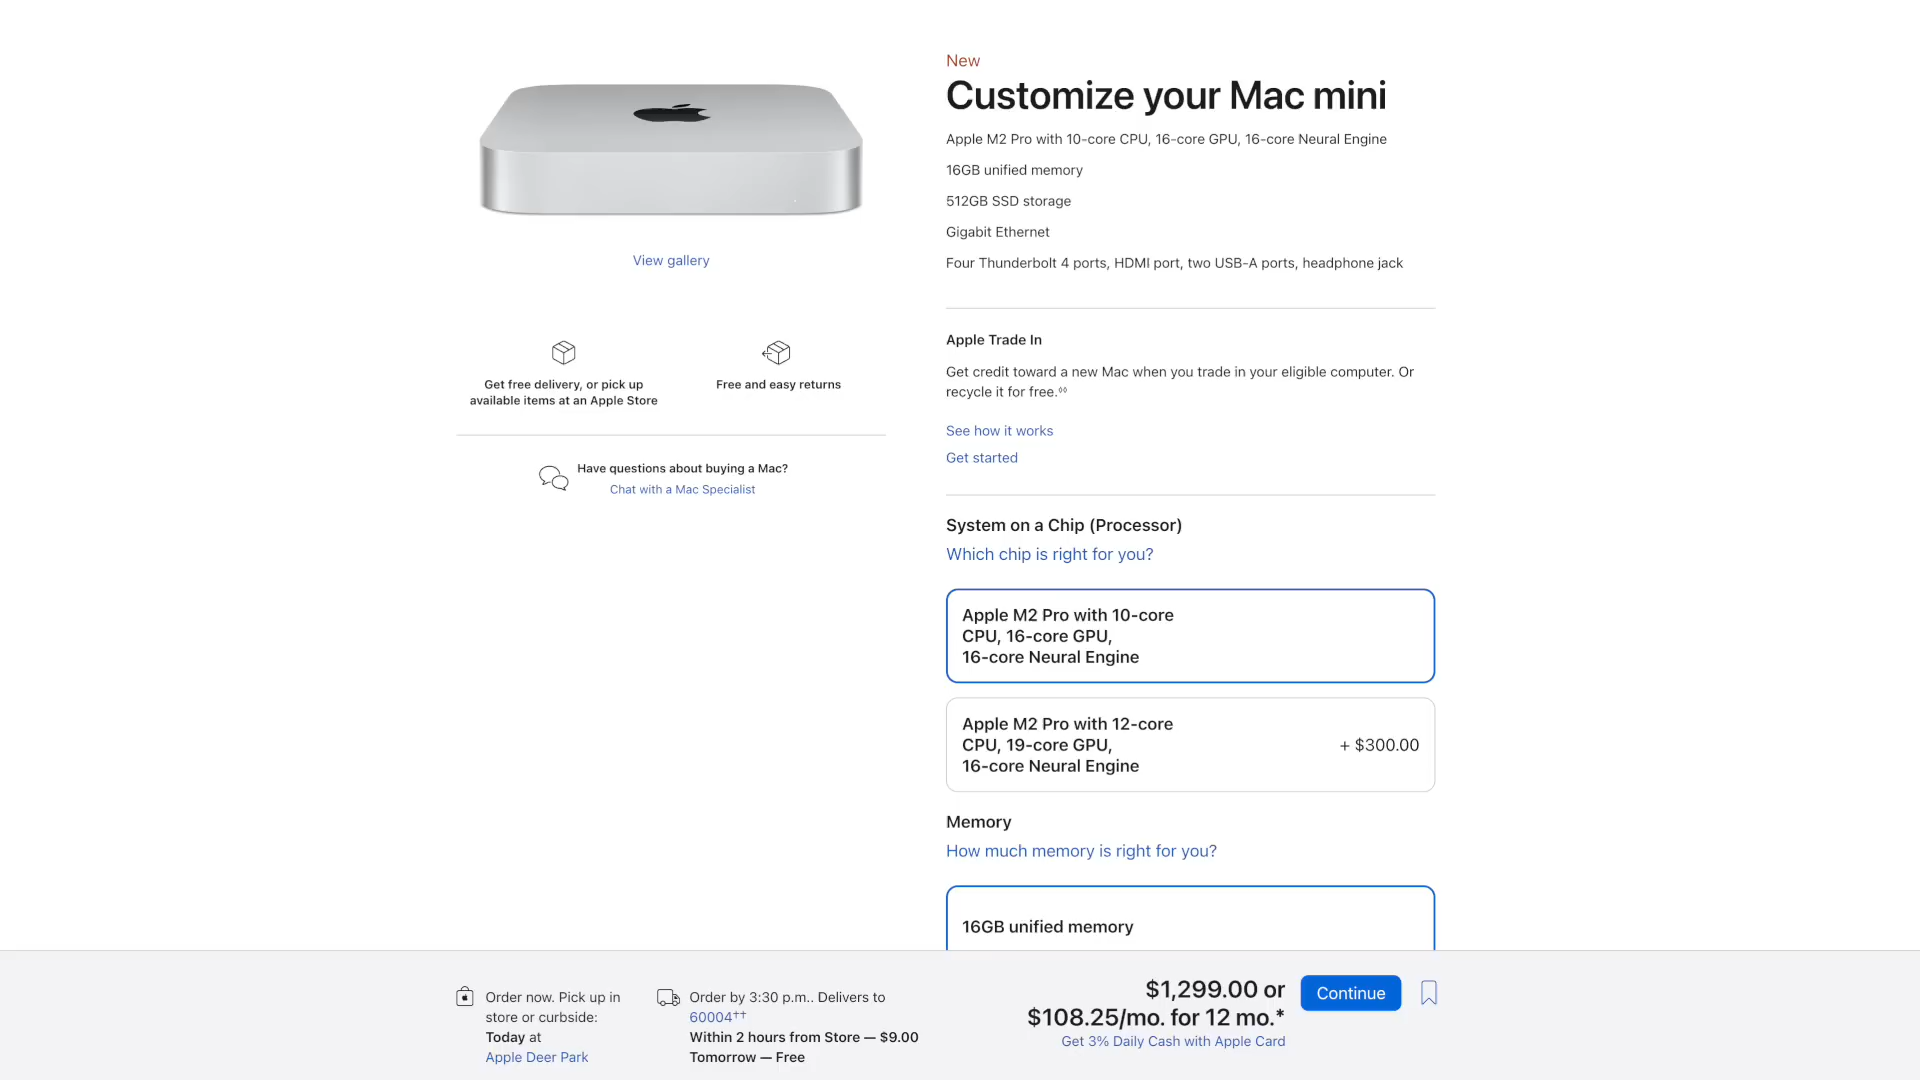 New
Customize your Mac mini
Apple M2 Pro with 10-core CPU, 16-core GPU, 16-core Neural Engine
16GB unified memory
512GB SSD storage
Gigabit Ethernet
Four Thunderbolt 4 ports, HDMI port, two USB-A ports, headphone jack
View gallery
Get free delivery, or pick up
available items at an Apple Store
Free and easy returns
Have questions about buying a Mac?
Chat with a Mac Specialist
Apple Trade In
Get credit toward a new Mac when you trade in your eligible computer. Or
recycle it for free.◊◊
See how it works
Get started
System on a Chip (Processor)
Which chip is right for you?
Apple M2 Pro with 10-core
CPU, 16-core GPU,
16-core Neural Engine
Apple M2 Pro with 12-core
CPU, 19-core GPU,
16-core Neural Engine
+ $300.00
Memory
How much memory is right for you?
16GB unified memory
Order now. Pick up in
store or curbside:
Today at
Apple Deer Park
Order by 3:30 p.m.. Delivers to
60004††
Within 2 hours from Store — $9.00
Tomorrow — Free
$1,299.00 or
$108.25/mo. for 12 mo.*
Get 3% Daily Cash with Apple Card
Continue